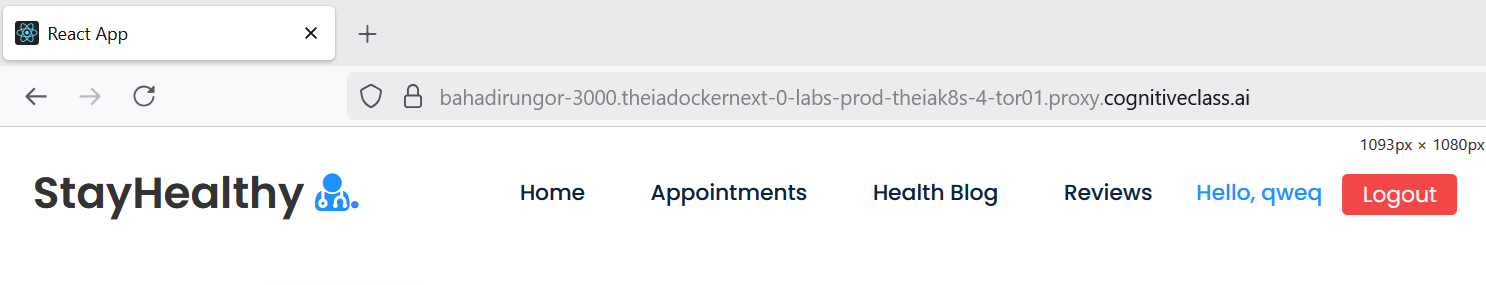 React App
bahadirungor-3000.theiadockernext-0-labs-prod-theiak8s-4-tor01.proxy.cognitiveclass.ai
1093px × 1080px
StayHealthy Home Appointments Health Blog Reviews Hello, qweq Logout